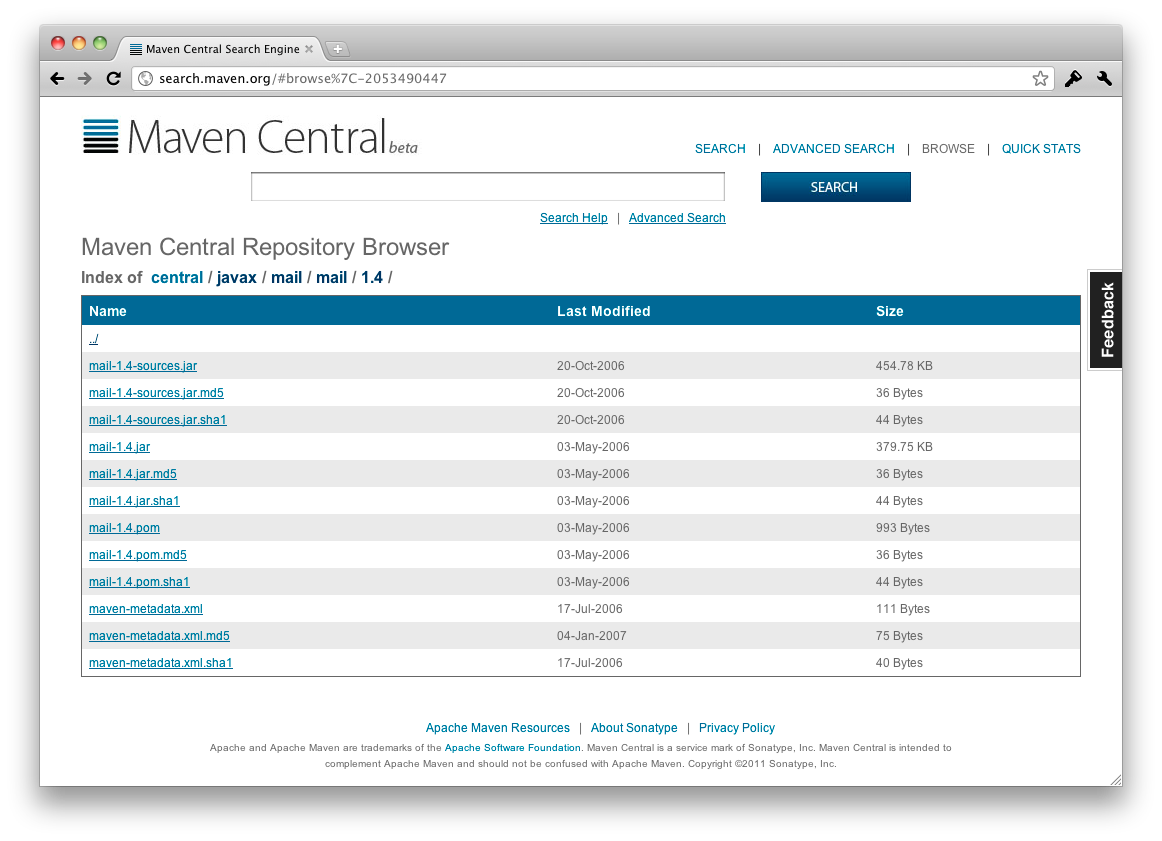 Maven Central Search Engine
search.maven.org/#browse%7C-2053490447
Maven Central beta
SEARCH | ADVANCED SEARCH | BROWSE | QUICK STATS
SEARCH
Search Help | Advanced Search
Maven Central Repository Browser
Index of central / javax / mail / mail / 1.4 /
Feedback
Name Last Modified Size
../
mail-1.4-sources.jar 20-Oct-2006 454.78 KB
mail-1.4-sources.jar.md5 20-Oct-2006 36 Bytes
mail-1.4-sources.jar.sha1 20-Oct-2006 44 Bytes
mail-1.4.jar 03-May-2006 379.75 KB
mail-1.4.jar.md5 03-May-2006 36 Bytes
mail-1.4.jar.sha1 03-May-2006 44 Bytes
mail-1.4.pom 03-May-2006 993 Bytes
mail-1.4.pom.md5 03-May-2006 36 Bytes
mail-1.4.pom.sha1 03-May-2006 44 Bytes
maven-metadata.xml 17-Jul-2006 111 Bytes
maven-metadata.xml.md5 04-Jan-2007 75 Bytes
maven-metadata.xml.sha1 17-Jul-2006 40 Bytes
Apache Maven Resources | About Sonatype | Privacy Policy
Apache and Apache Maven are trademarks of the Apache Software Foundation. Maven Central is a service mark of Sonatype, Inc. Maven Central is intended to
complement Apache Maven and should not be confused with Apache Maven. Copyright ©2011 Sonatype, Inc.